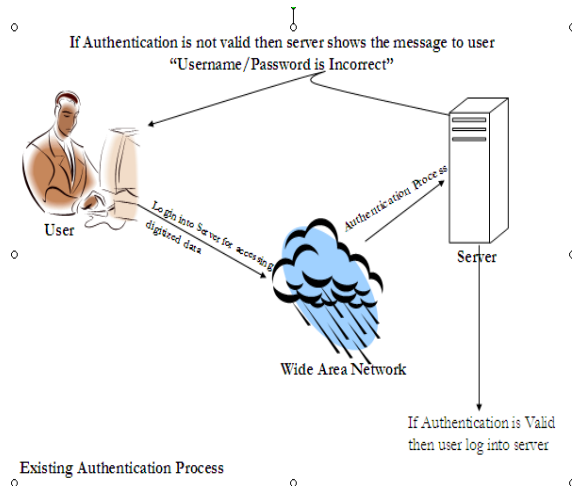 If Authentication is not valid then server shows the message to user
“Username/Password is Incorrect”
User
Login into Server for accessing
digitized data
Authentication Process
Server
Wide Area Network
If Authentication is Valid
then user log into server
Existing Authentication Process